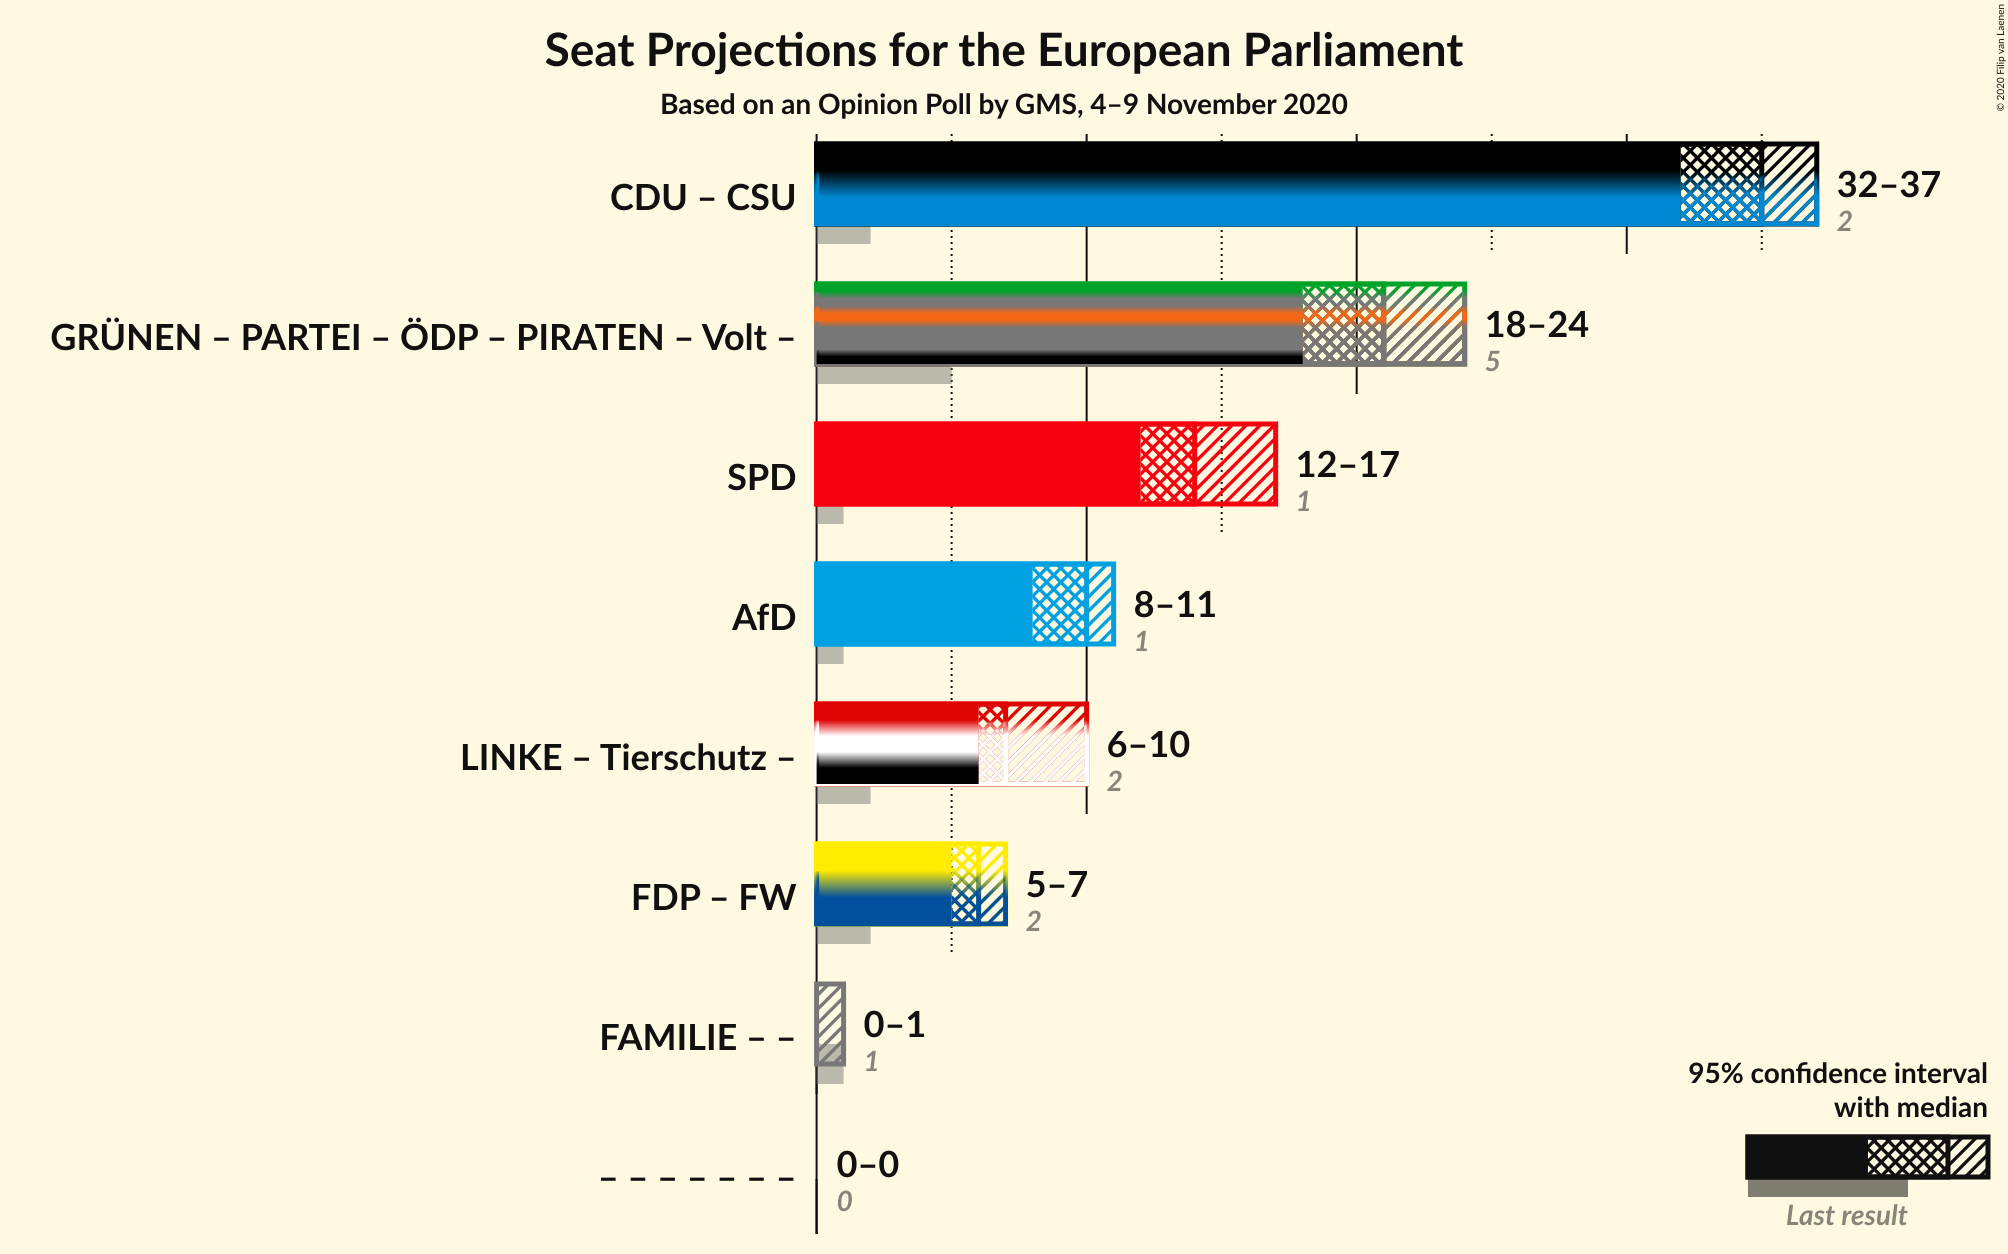 Seat Projections for the European Parliament
Based on an Opinion Poll by GMS, 4–9 November 2020
© 2020 Filip van Laenen
CDU – CSU
32–37
2
GRÜNEN – PARTEI – ÖDP – PIRATEN – Volt –
18–24
5
SPD
12–17
1
AfD
8–11
1
LINKE – Tierschutz –
6–10
2
FDP – FW
5–7
2
FAMILIE – –
0–1
1
– – – – – – –
0–0
0
95% confidence interval
with median
Last result